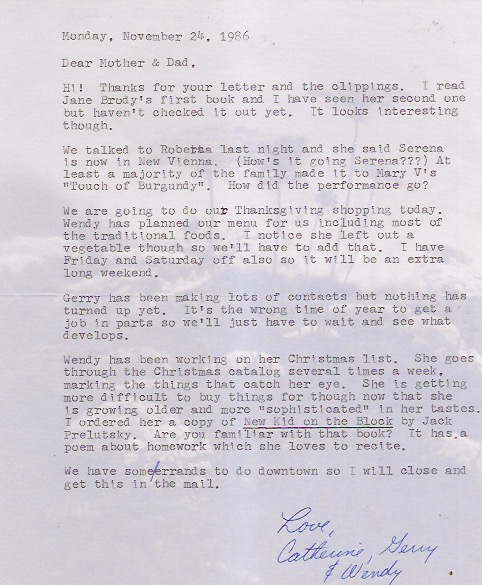 Monday, November 24, 1986
Dear Mother & Dad,
Hi! Thanks for your letter and the clippings. I read
Jane Brody's first book and I have seen her second one
but haven't checked it out yet. It looks interesting
though.
We talked to Roberta last night and she said Serena
is now in New Vienna. (How's it going Serena???) At
least a majority of the family made it to Mary V's
"Touch of Burgundy". How did the performance go?
We are going to do our Thanksgiving shopping today.
Wendy has planned our menu for us including most of
the traditional foods. I notice she left out a
vegetable though so we'll have to add that. I have
Friday and Saturday off also so it will be an extra
long weekend.
Gerry has been making lots of contacts but nothing has
turned up yet. It's the wrong time of year to get a
job in parts so we'll just have to wait and see what
develops.
Wendy has been working on her Christmas list. She goes
through the Christmas catalog several times a week,
marking the things that catch her eye. She is getting
more difficult to buy things for though now that she
is growing older and more "sophisticated" in her tastes.
I ordered her a copy of New Kid on the Block by Jack
Prelutsky. Are you familiar with that book? It has a
poem about homework which she loves to recite.
We have some/errands to do downtown so I will close and
get this in/the mail.
Love,
Catherine, Gerry
& Wendy